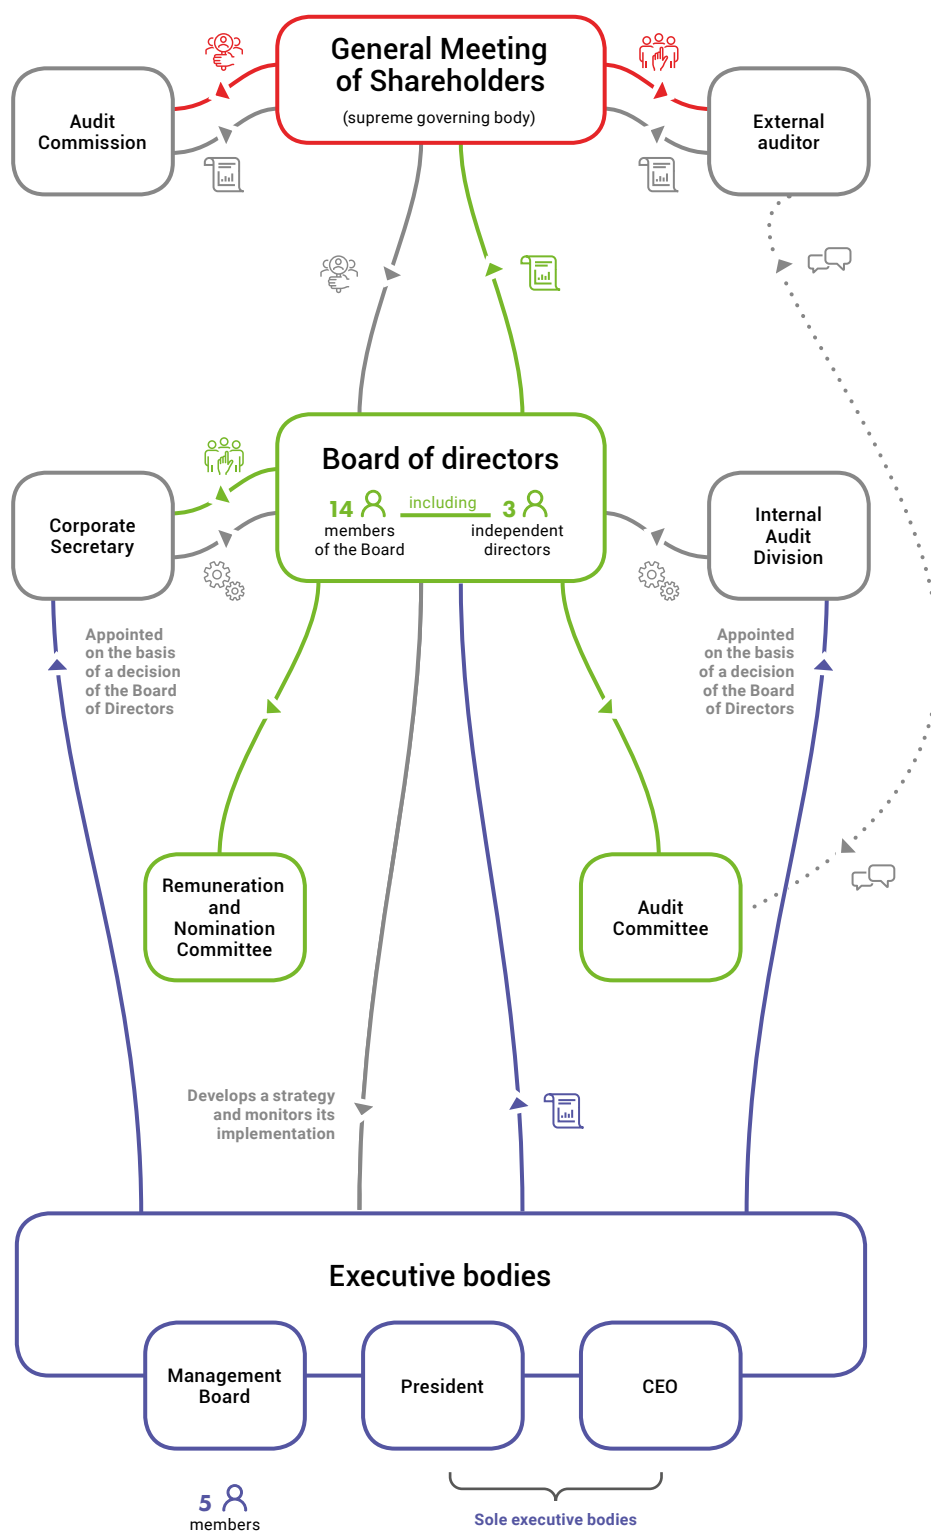 General Meeting
of Shareholders
(supreme governing body)
Audit
Commission
External
auditor
Board of directors
14
including
3
members
of the Board
independent
directors
Corporate
Secretary
Internal
Audit
Division
Appointed
on the basis
of a decision
of the Board
of Directors
Appointed
on the basis
of a decision
of the Board
of Directors
Remuneration
and
Nomination
Committee
Audit
Committee
Develops a strategy
and monitors its
implementation
Executive bodies
Management
Board
President
CEO
5
members
Sole executive bodies